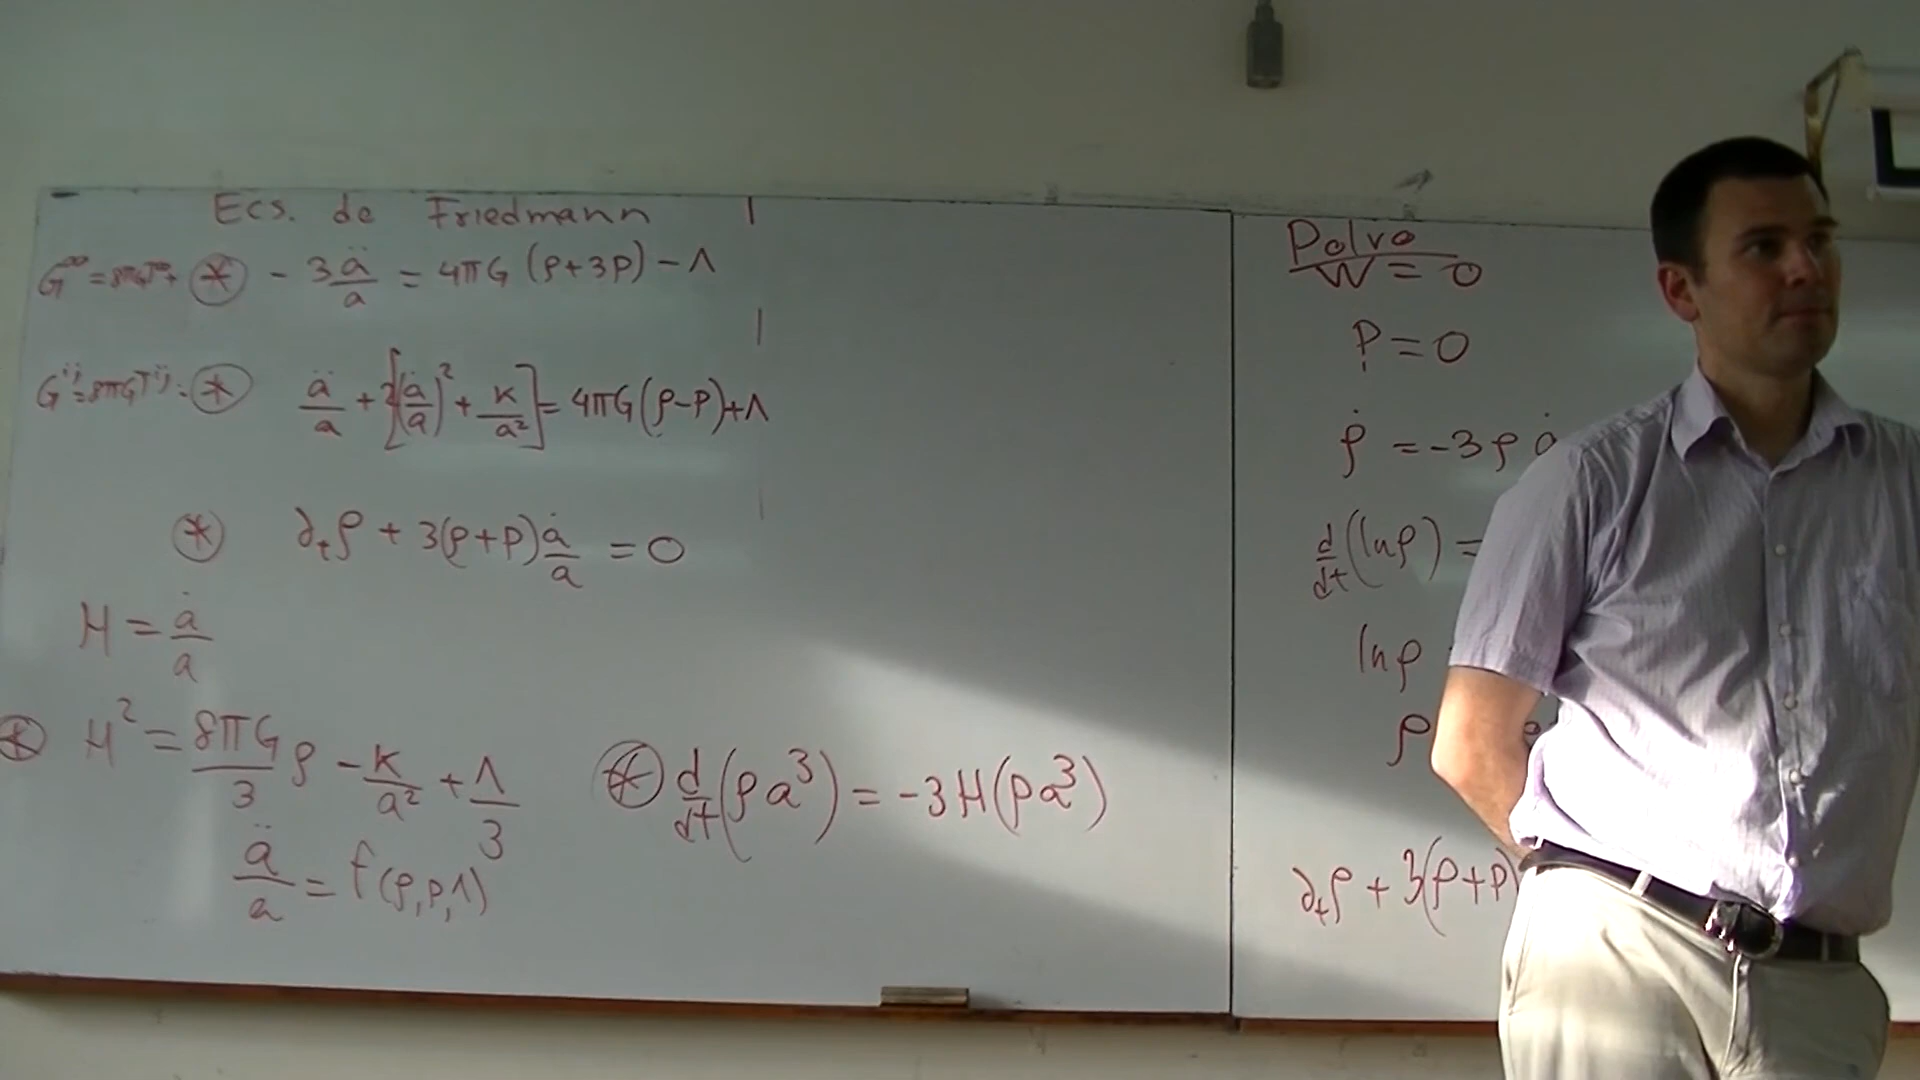 Ecs. de Friedmann
G⁰⁰ = 8πGT⁰⁰ ⊛ - 3ä/a = 4πG (ρ+3p) - Λ
Gⁱʲ = 8πGTⁱʲ ⊛ ä/a + 2[(ȧ/a)² + K/a²] = 4πG(ρ-p)+Λ
⊛ ∂ₜρ + 3(ρ+p)ȧ/a = 0
H = ȧ/a
⊛ H² = 8πG/3 ρ - K/a² + Λ/3
ä/a = f(ρ,p,Λ)
⊛ d/dt(ρa³) = -3H(pa³)
Polvo
W = 0
P = 0
ρ̇ = -3ρ ȧ
d/dt(lnρ) =
lnρ
ρ
∂ₜρ + 3(ρ+p)